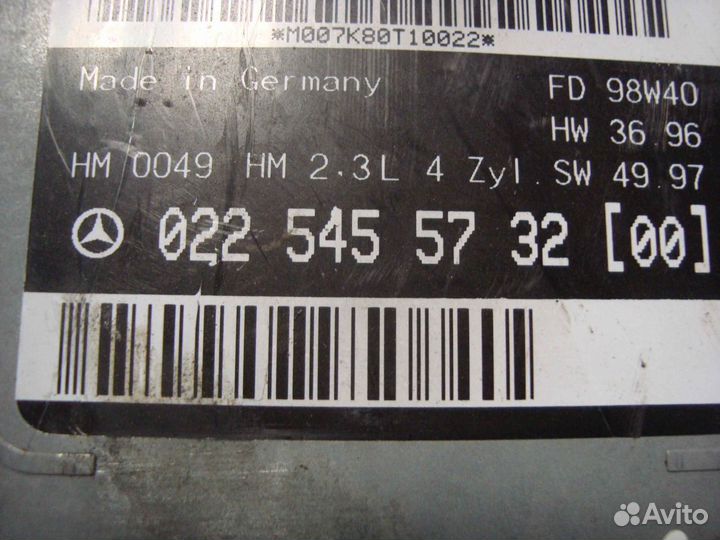 *M007K80T10022*
Made in Germany FD 98W40
HW 36.96
HM 0049 HM 2.3L 4 Zyl. SW 49.97
022 545 57 32 [00]
Avito